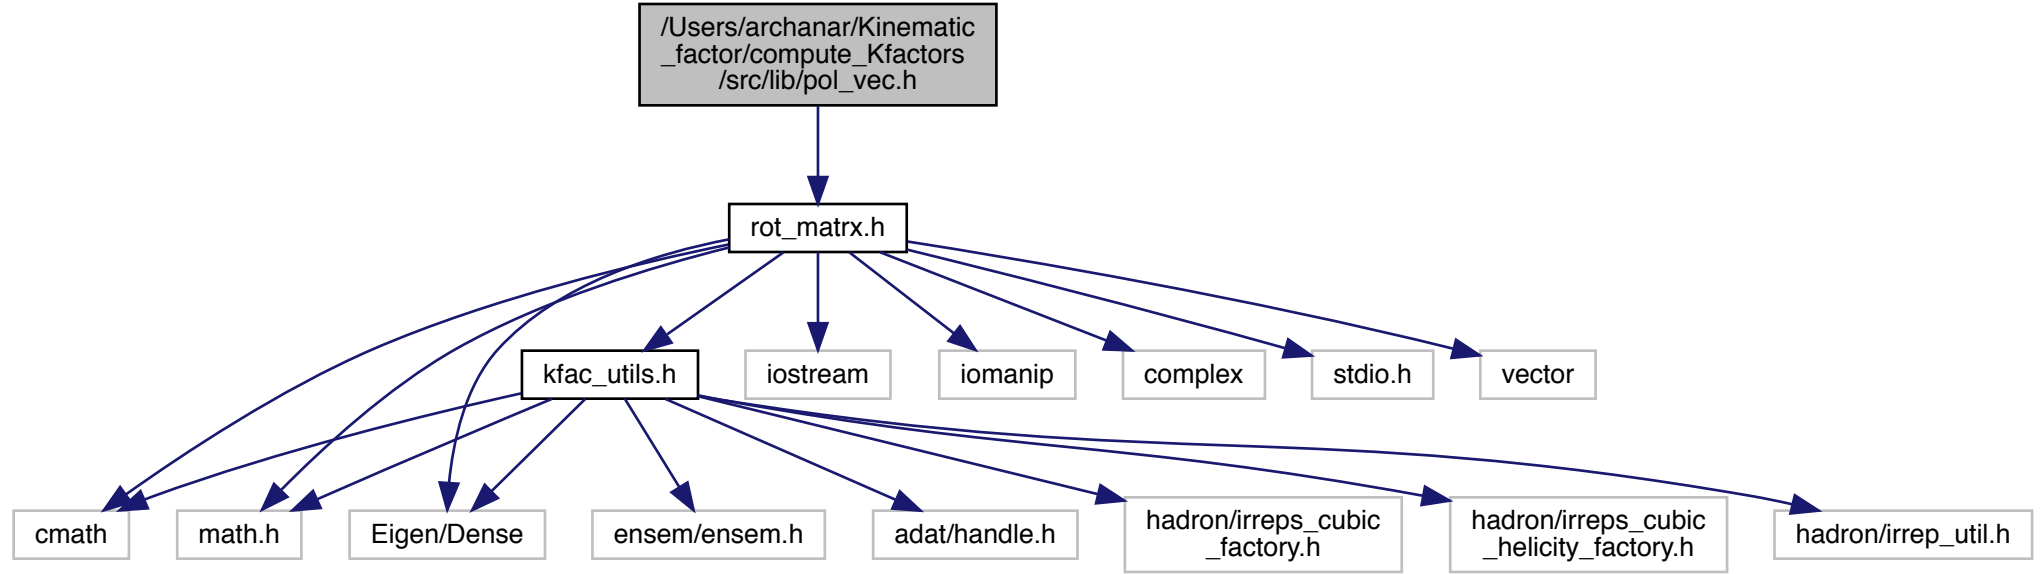 /Users/archanar/Kinematic
_factor/compute_Kfactors
/src/lib/pol_vec.h
rot_matrx.h
kfac_utils.h
iostream
iomanip
complex
stdio.h
vector
cmath
math.h
Eigen/Dense
ensem/ensem.h
adat/handle.h
hadron/irreps_cubic
_factory.h
hadron/irreps_cubic
_helicity_factory.h
hadron/irrep_util.h